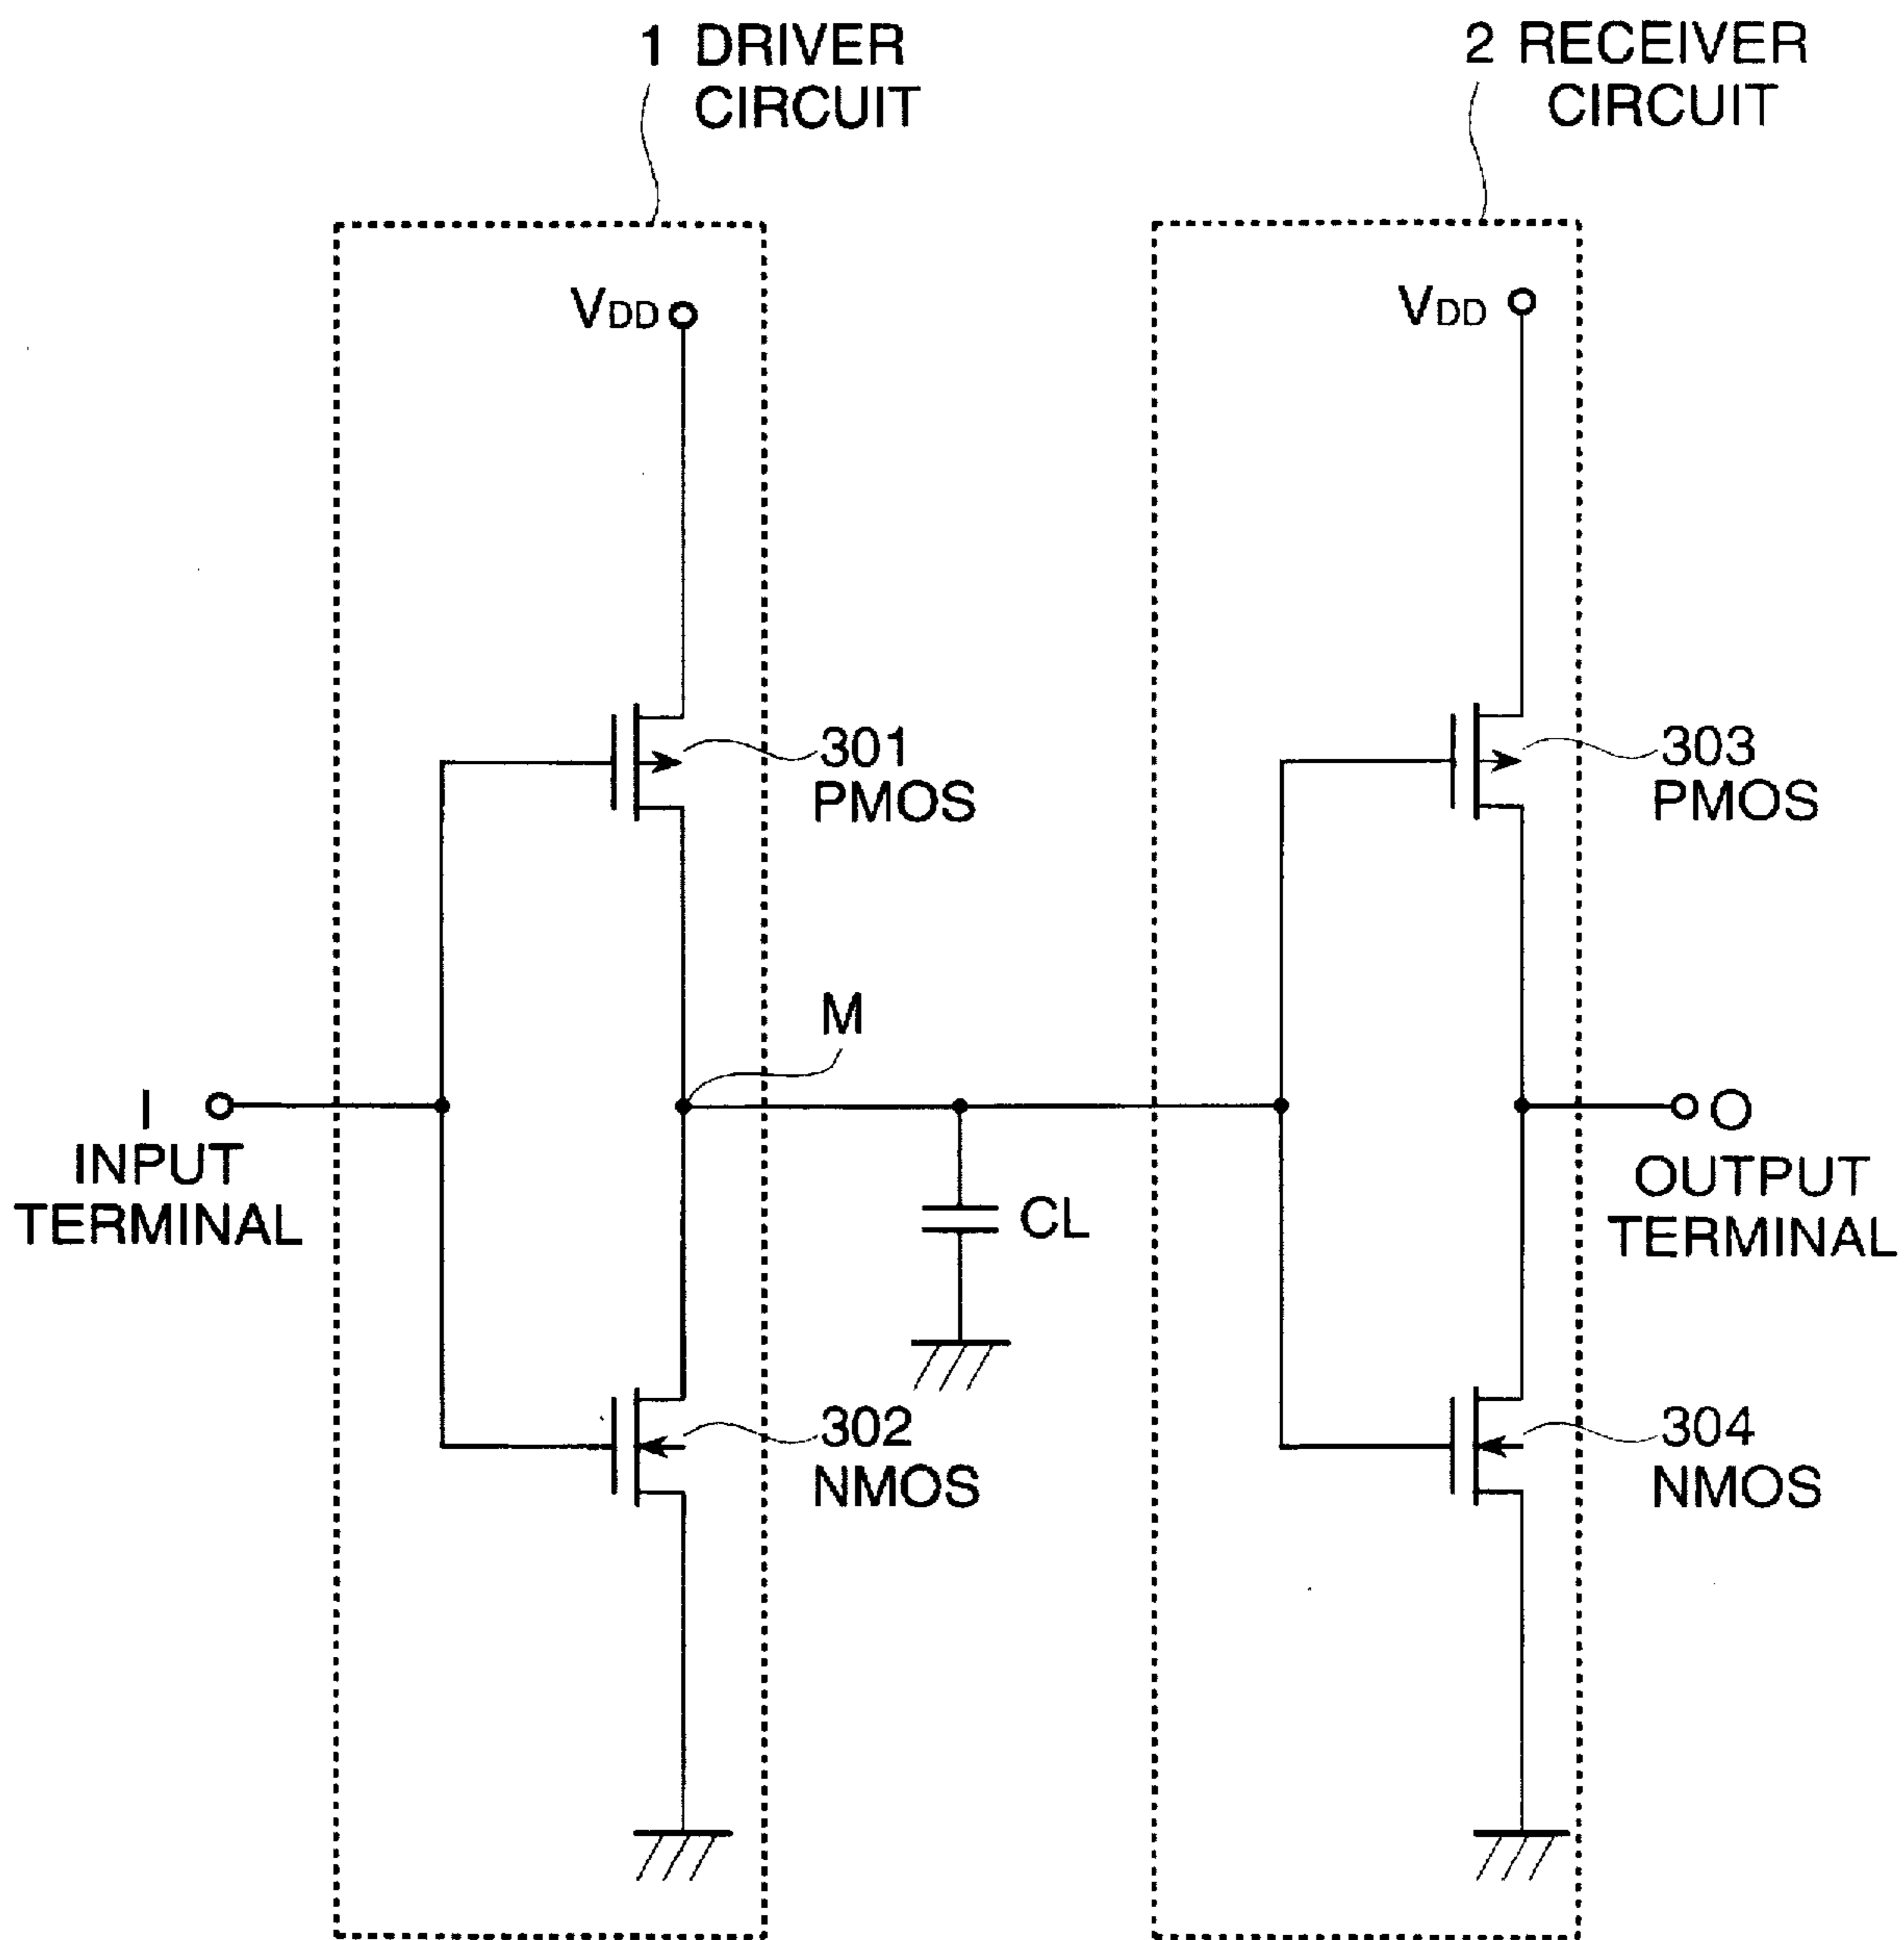 1 DRIVER
CIRCUIT
2 RECEIVER
CIRCUIT
VDD
VDD
301
PMOS
303
PMOS
M
I
INPUT
TERMINAL
CL
O
OUTPUT
TERMINAL
302
NMOS
304
NMOS